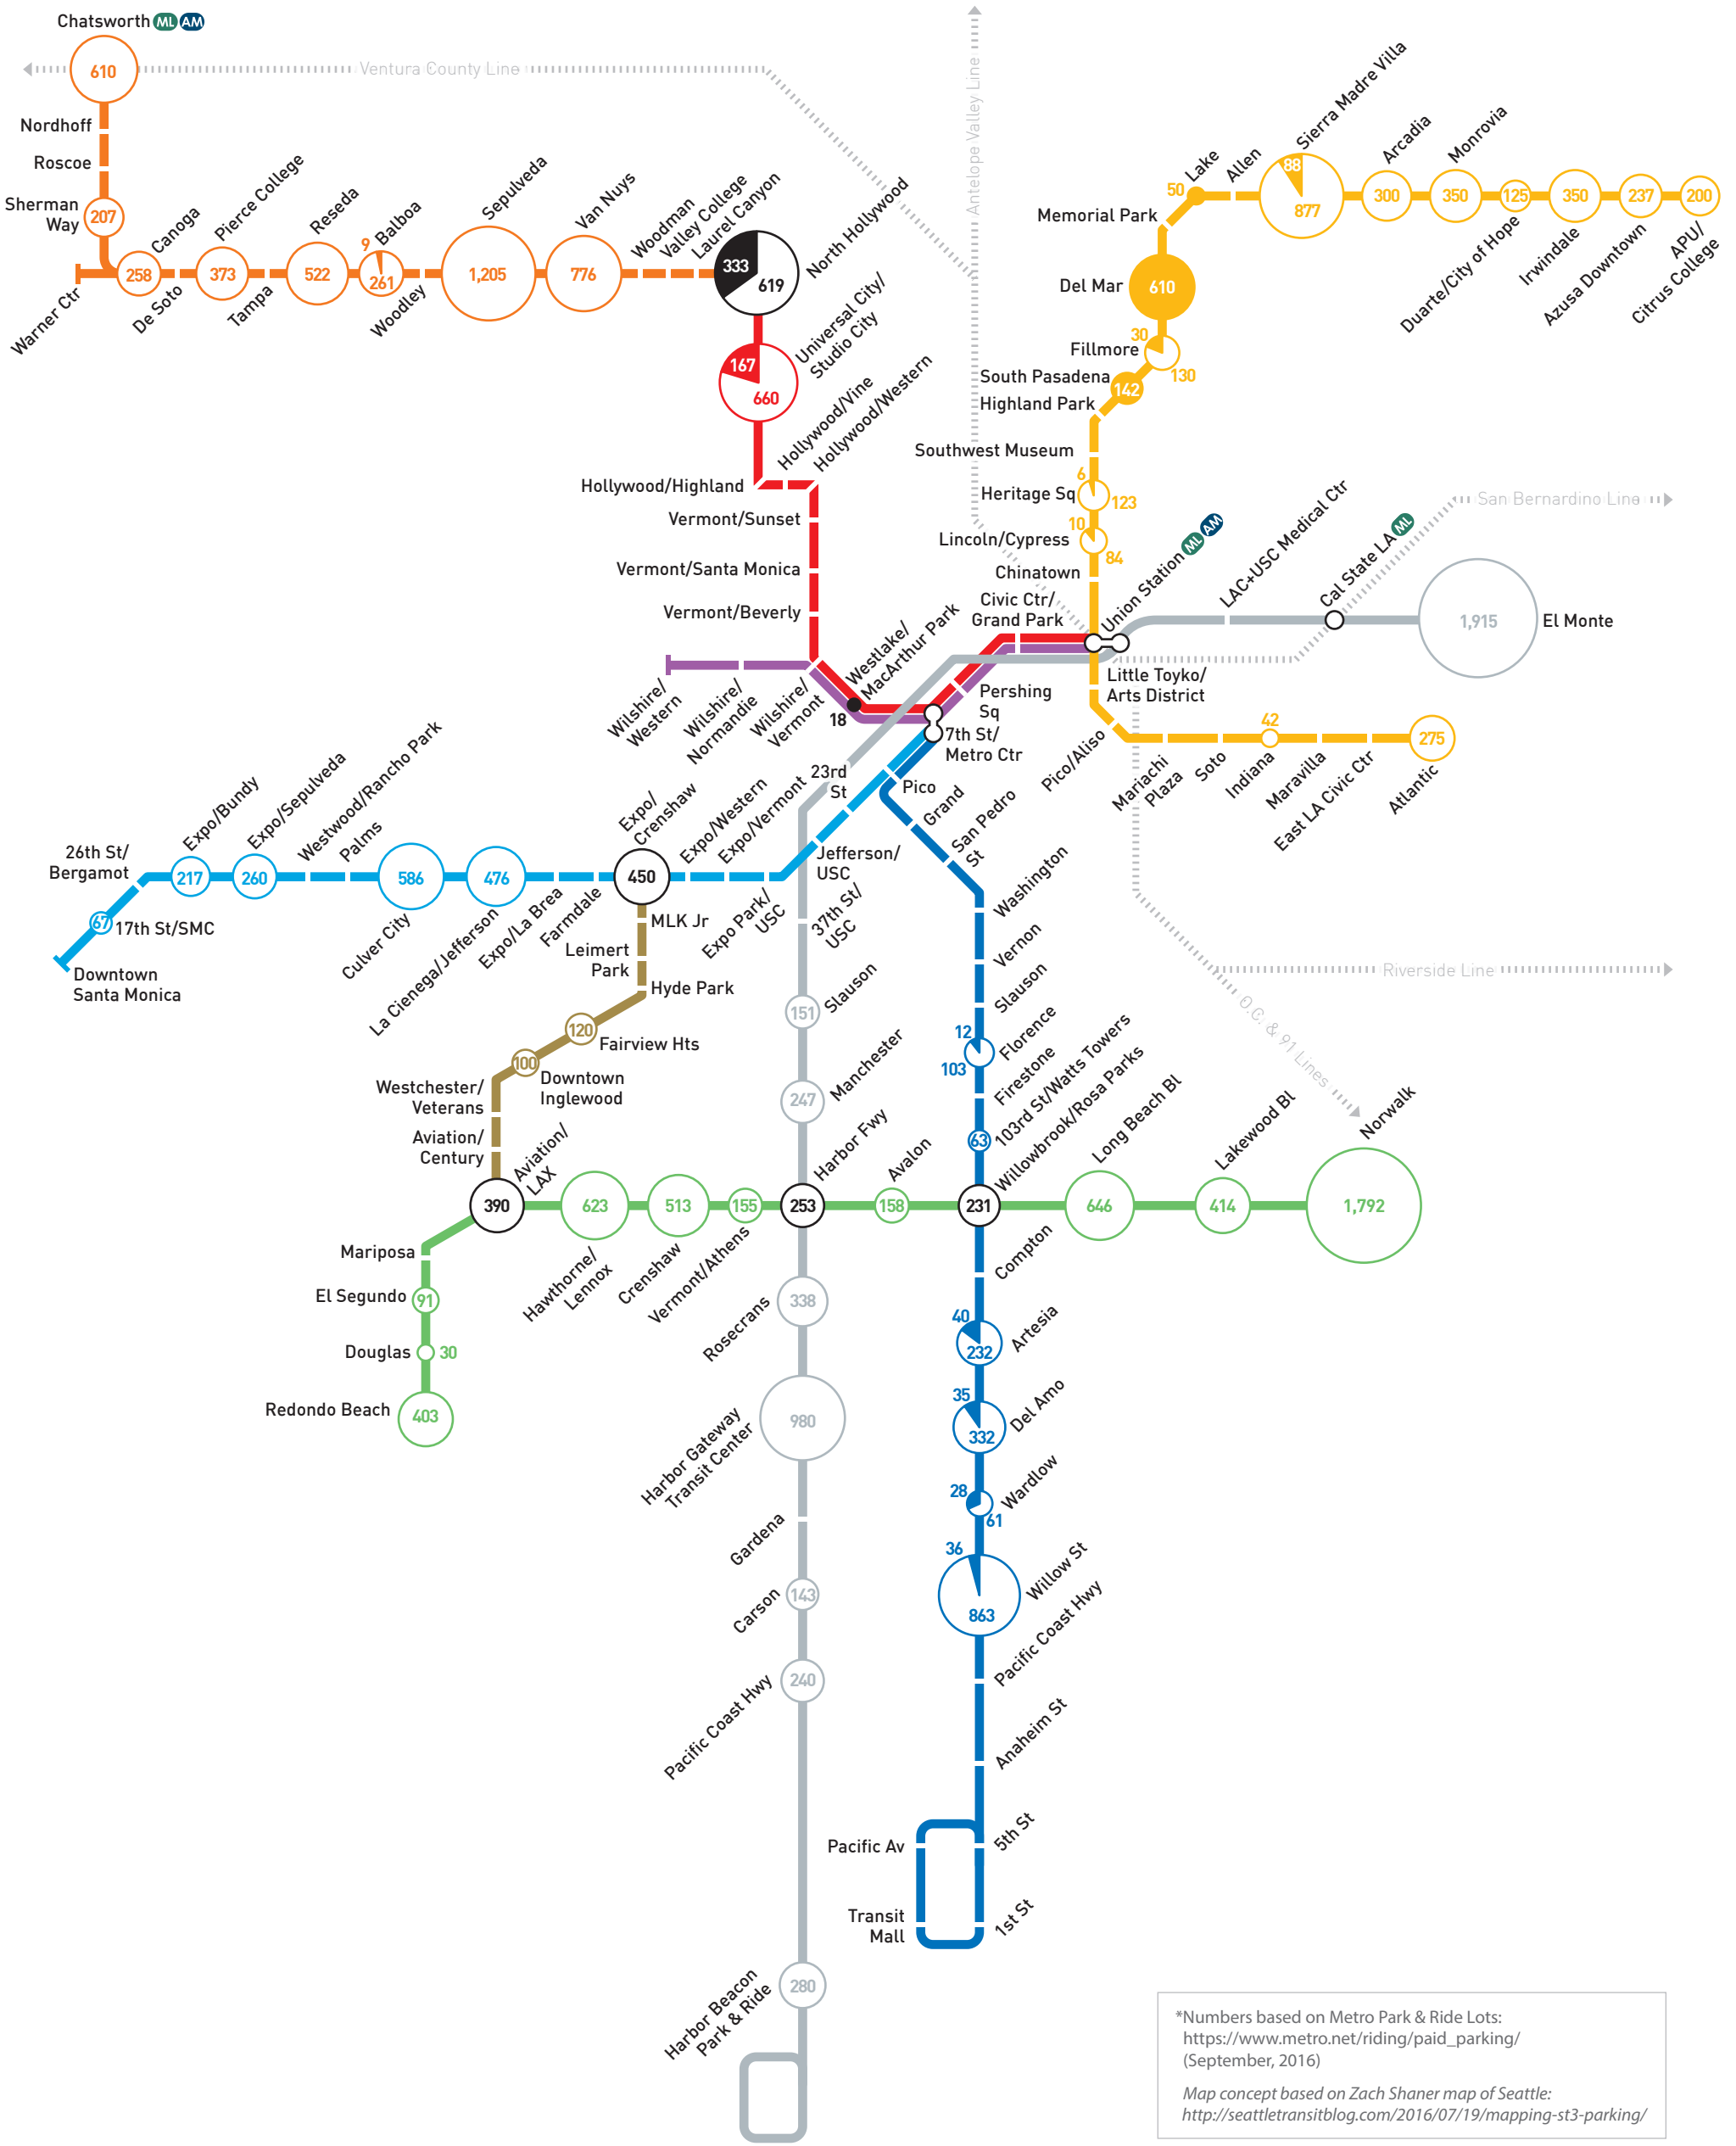 Chatsworth ML AM
610
Ventura County Line
Nordhoff
Roscoe
Sherman
Way
207
Warner Ctr
258
Canoga
De Soto
373
Pierce College
Tampa
522
Reseda
9
261
Balboa
Woodley
1,205
Sepulveda
776
Van Nuys
Woodman
Valley College
Laurel Canyon
333
619
North Hollywood
167
660
Universal City/
Studio City
Hollywood/Highland
Hollywood/Vine
Hollywood/Western
Vermont/Sunset
Vermont/Santa Monica
Vermont/Beverly
Wilshire/
Western
Wilshire/
Normandie
Wilshire/
Vermont
Westlake/
MacArthur Park
18
7th St/
Metro Ctr
Pershing
Sq
Civic Ctr/
Grand Park
Union Station ML AM
Antelope Valley Line
Sierra Madre Villa
88
877
Arcadia
300
Monrovia
350
125
Duarte/City of Hope
350
Irwindale
237
Azusa Downtown
200
APU/
Citrus College
Allen
Lake
50
Memorial Park
Del Mar
610
30
Fillmore
130
South Pasadena
142
Highland Park
Southwest Museum
6
Heritage Sq
123
10
Lincoln/Cypress
84
Chinatown
LAC+USC Medical Ctr
Cal State LA ML
San Bernardino Line
1,915
El Monte
Little Toyko/
Arts District
Pico/Aliso
Mariachi
Plaza
Soto
42
Indiana
Maravilla
East LA Civic Ctr
275
Atlantic
Downtown
Santa Monica
67
17th St/SMC
26th St/
Bergamot
217
Expo/Bundy
260
Expo/Sepulveda
Westwood/Rancho Park
Palms
586
Culver City
476
La Cienega/Jefferson
Expo/La Brea
Farmdale
450
Expo/
Crenshaw
Expo/Western
Expo/Vermont
Expo Park/
USC
Jefferson/
USC
23rd
St
Pico
Grand
San Pedro
St
Washington
Vernon
Slauson
12
103
Florence
Firestone
63
103rd St/Watts Towers
231
Willowbrook/Rosa Parks
Riverside Line
O.C. & 91 Lines
MLK Jr
Leimert
Park
Hyde Park
120
Fairview Hts
100
Downtown
Inglewood
Westchester/
Veterans
Aviation/
Century
390
Aviation/
LAX
37th St/
USC
151
Slauson
247
Manchester
253
Harbor Fwy
623
Hawthorne/
Lennox
513
Crenshaw
155
Vermont/Athens
158
Avalon
646
Long Beach Bl
414
Lakewood Bl
1,792
Norwalk
Mariposa
El Segundo
91
Douglas
30
Redondo Beach
403
338
Rosecrans
980
Harbor Gateway
Transit Center
Gardena
143
Carson
240
Pacific Coast Hwy
280
Harbor Beacon
Park & Ride
Compton
40
232
Artesia
35
332
Del Amo
28
61
Wardlow
36
863
Willow St
Pacific Coast Hwy
Anaheim St
5th St
1st St
Pacific Av
Transit
Mall
*Numbers based on Metro Park & Ride Lots:
https://www.metro.net/riding/paid_parking/
(September, 2016)
Map concept based on Zach Shaner map of Seattle:
http://seattletransitblog.com/2016/07/19/mapping-st3-parking/